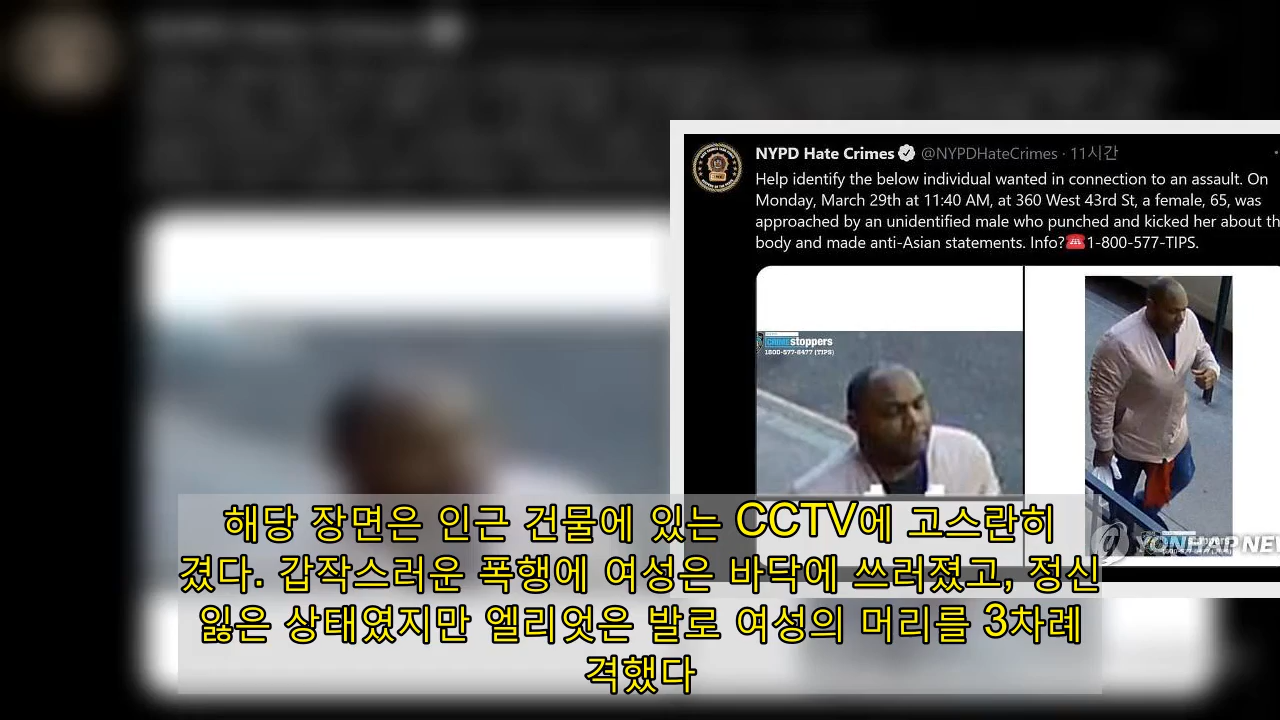 NYPD Hate Crimes @NYPDHateCrimes · 11시간
Help identify the below individual wanted in connection to an assault. On
Monday, March 29th at 11:40 AM, at 360 West 43rd St, a female, 65, was
approached by an unidentified male who punched and kicked her about th
body and made anti-Asian statements. Info?☎️1-800-577-TIPS.
CRIMEstoppers
1800-577-8477 (TIPS)
해당 장면은 인근 건물에 있는 CCTV에 고스란히
겼다. 갑작스러운 폭행에 여성은 바닥에 쓰러졌고, 정신
잃은 상태였지만 엘리엇은 발로 여성의 머리를 3차례
격했다
YONHAP NEW